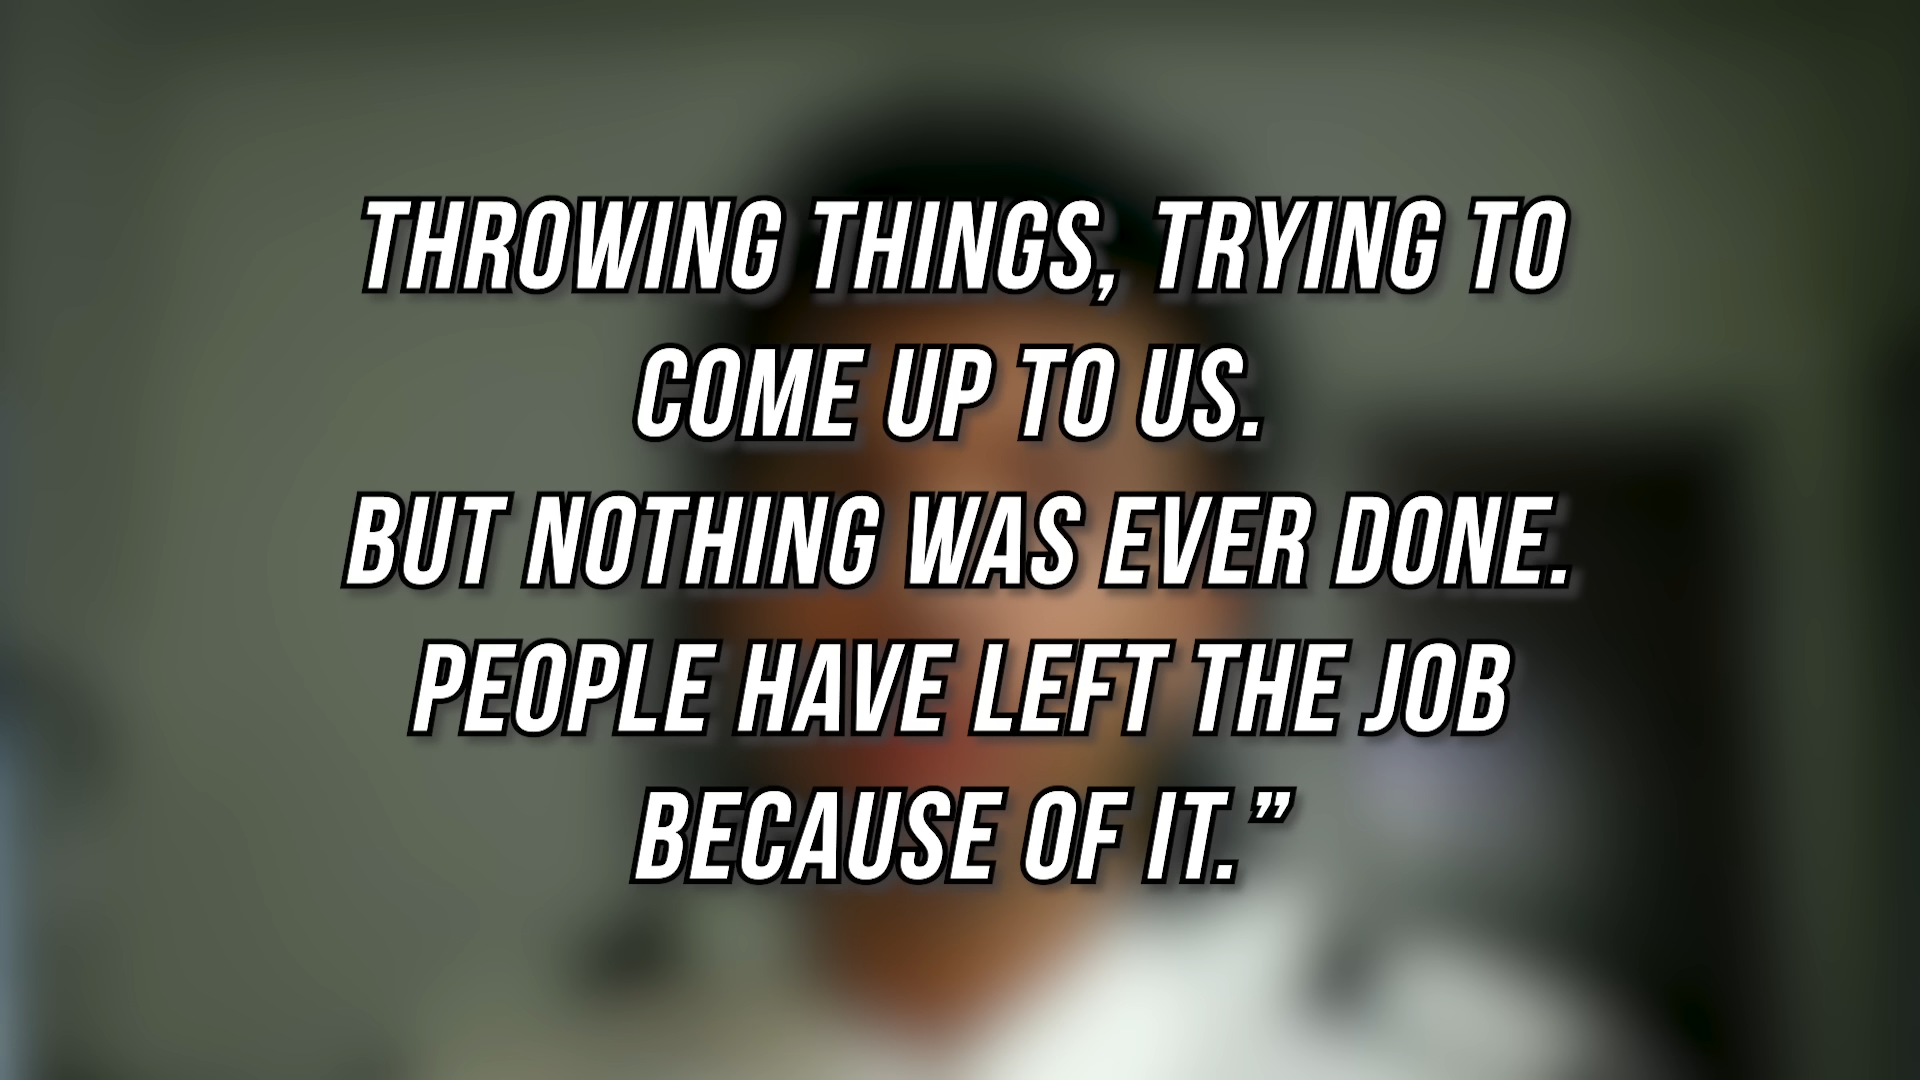 THROWING THINGS, TRYING TO
COME UP TO US.
BUT NOTHING WAS EVER DONE.
PEOPLE HAVE LEFT THE JOB
BECAUSE OF IT.”